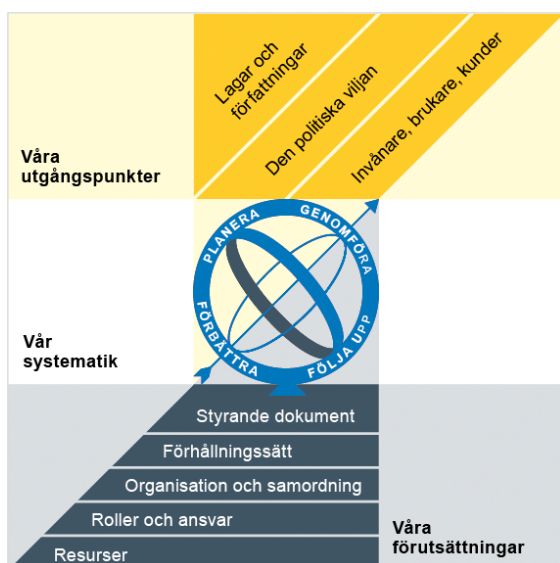 Lagar och
författningar
Den politiska viljan
Invånare, brukare, kunder
Våra
utgångspunkter
PLANERA
GENOMFÖRA
FÖRBÄTTRA
FÖLJA UPP
Vår
systematik
Styrande dokument
Förhållningssätt
Organisation och samordning
Roller och ansvar
Resurser
Våra
förutsättningar